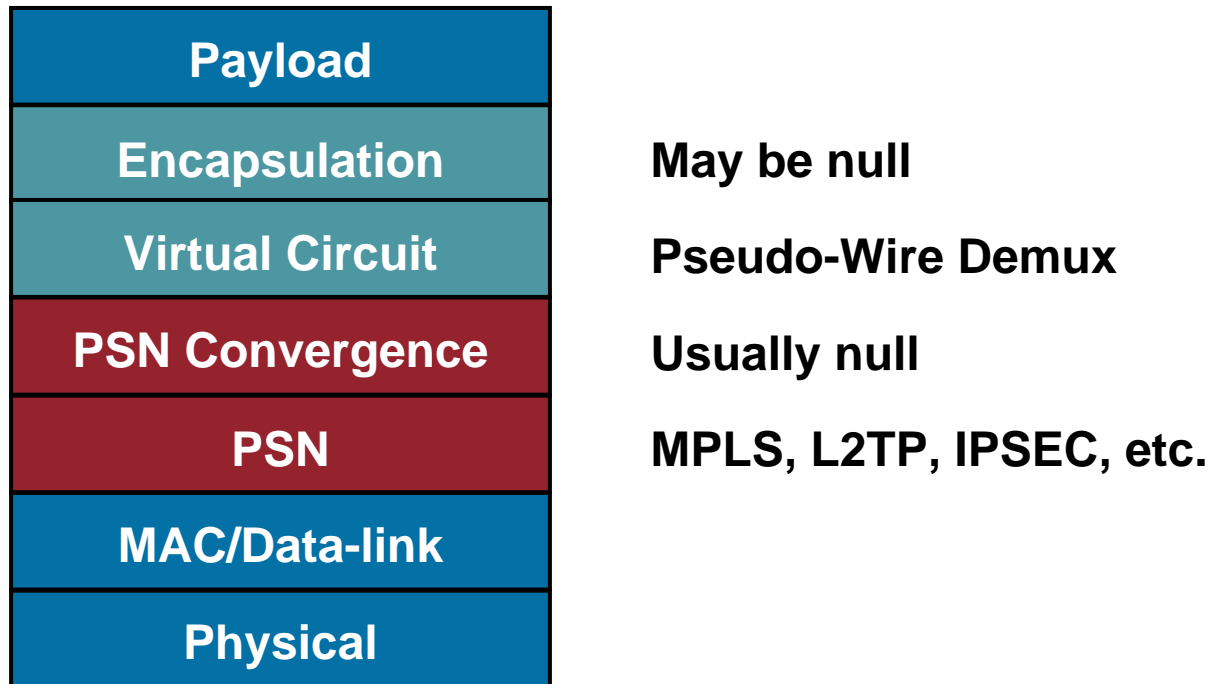 Payload
Encapsulation
May be null
Virtual Circuit
Pseudo-Wire Demux
PSN Convergence
Usually null
PSN
MPLS, L2TP, IPSEC, etc.
MAC/Data-link
Physical